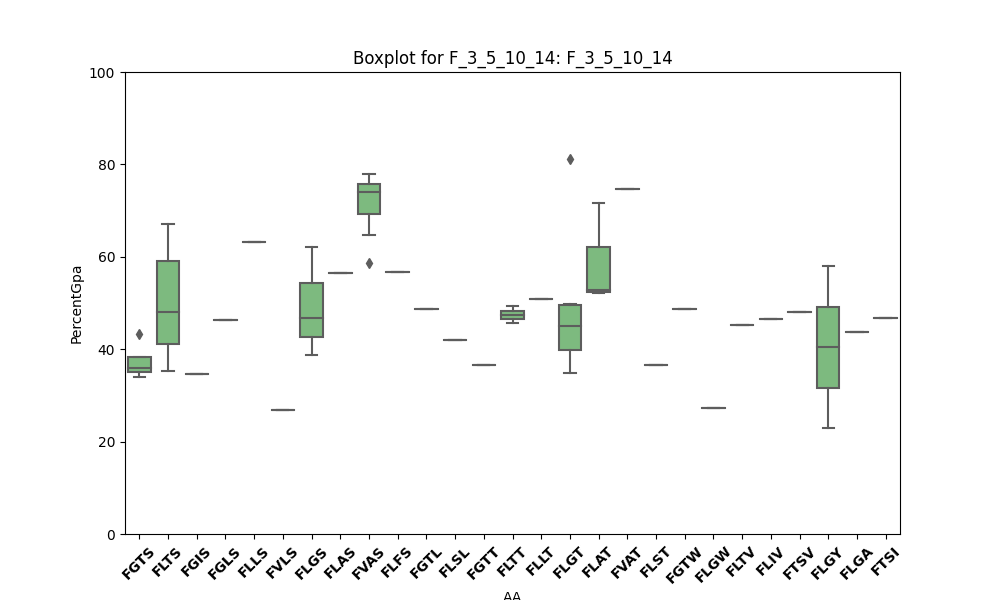 Boxplot for F_3_5_10_14: F_3_5_10_14
100
80
60
40
20
0
PercentGpa
FGTS FLTS FGIS FGLS FLLS FVLS FLGS FLAS FVAS FLFS FGTL FLSL FGTT FLTT FLLT FLGT FLAT FVAT FLST FGTW FLGW FLTV FLIV FTSV FLGY FLGA FTSI
AA